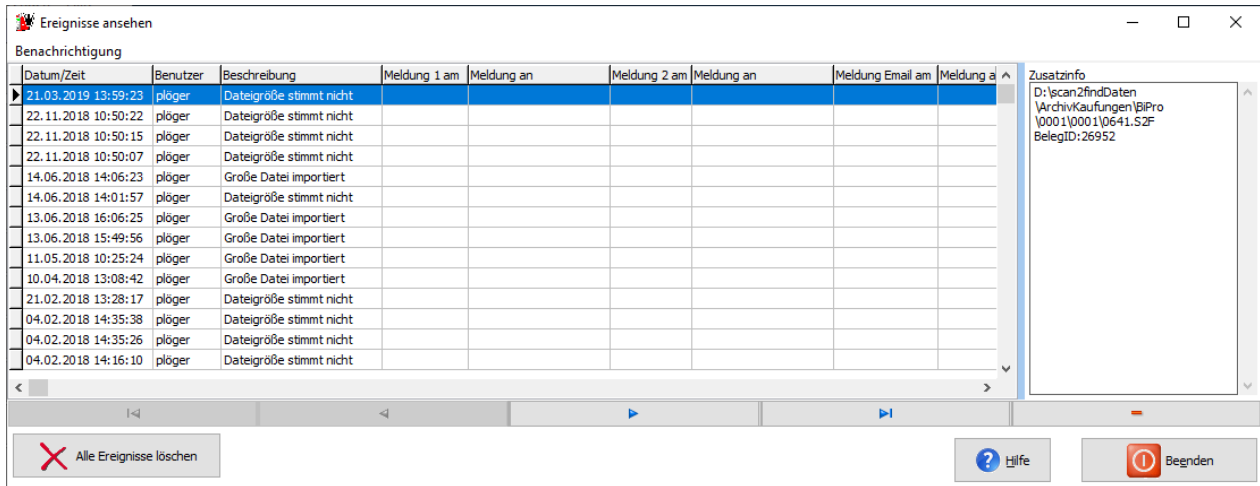 Ereignisse ansehen
Benachrichtigung
Datum/Zeit Benutzer Beschreibung Meldung 1 am Meldung an Meldung 2 am Meldung an Meldung Email am Meldung a
21.03.2019 13:59:23 plöger Dateigröße stimmt nicht
22.11.2018 10:50:22 plöger Dateigröße stimmt nicht
22.11.2018 10:50:15 plöger Dateigröße stimmt nicht
22.11.2018 10:50:07 plöger Dateigröße stimmt nicht
14.06.2018 14:06:23 plöger Große Datei importiert
14.06.2018 14:01:57 plöger Dateigröße stimmt nicht
13.06.2018 16:06:25 plöger Große Datei importiert
13.06.2018 15:49:56 plöger Große Datei importiert
11.05.2018 10:25:24 plöger Große Datei importiert
10.04.2018 13:08:42 plöger Große Datei importiert
21.02.2018 13:28:17 plöger Dateigröße stimmt nicht
04.02.2018 14:35:38 plöger Dateigröße stimmt nicht
04.02.2018 14:35:26 plöger Dateigröße stimmt nicht
04.02.2018 14:16:10 plöger Dateigröße stimmt nicht
Zusatzinfo
D:\scan2findDaten
\ArchivKaufungen\BiPro
\0001\0001\0641.S2F
BelegID:26952
Alle Ereignisse löschen
Hilfe
Beenden